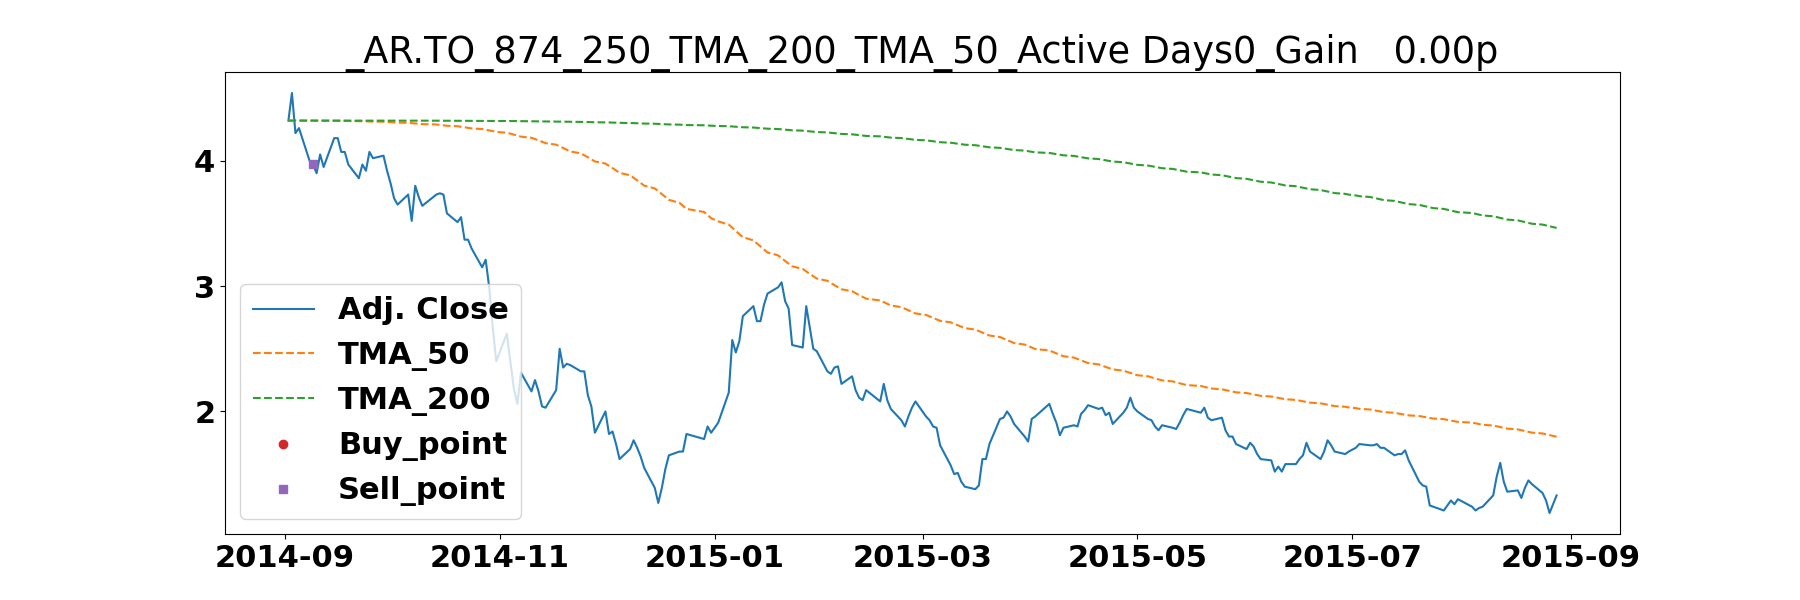 _AR.TO_874_250_TMA_200_TMA_50_Active Days0_Gain   0.00p
4
3
2
Adj. Close
TMA_50
TMA_200
Buy_point
Sell_point
2014-09 2014-11 2015-01 2015-03 2015-05 2015-07 2015-09